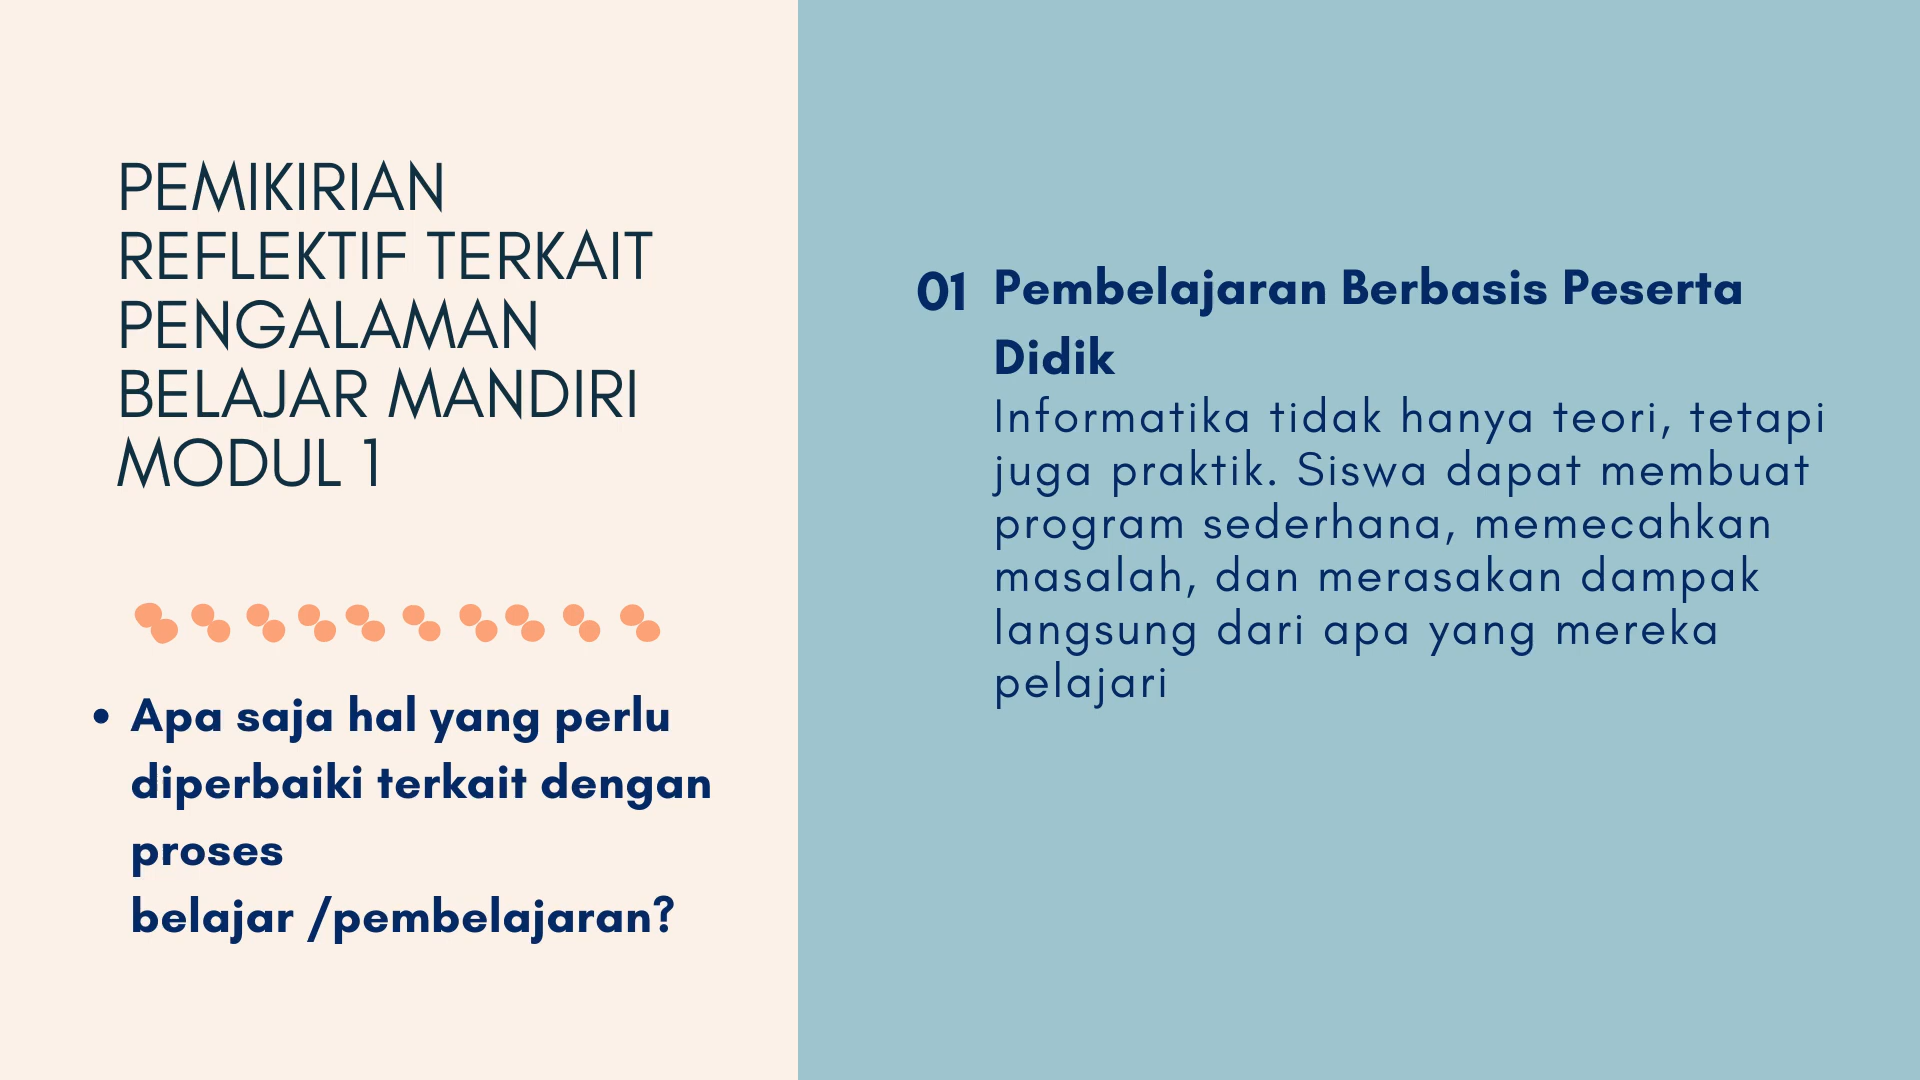 PEMIKIRIAN
REFLEKTIF TERKAIT
PENGALAMAN
BELAJAR MANDIRI
MODUL 1
• Apa saja hal yang perlu
diperbaiki terkait dengan
proses
belajar /pembelajaran?
01 Pembelajaran Berbasis Peserta
Didik
Informatika tidak hanya teori, tetapi
juga praktik. Siswa dapat membuat
program sederhana, memecahkan
masalah, dan merasakan dampak
langsung dari apa yang mereka
pelajari